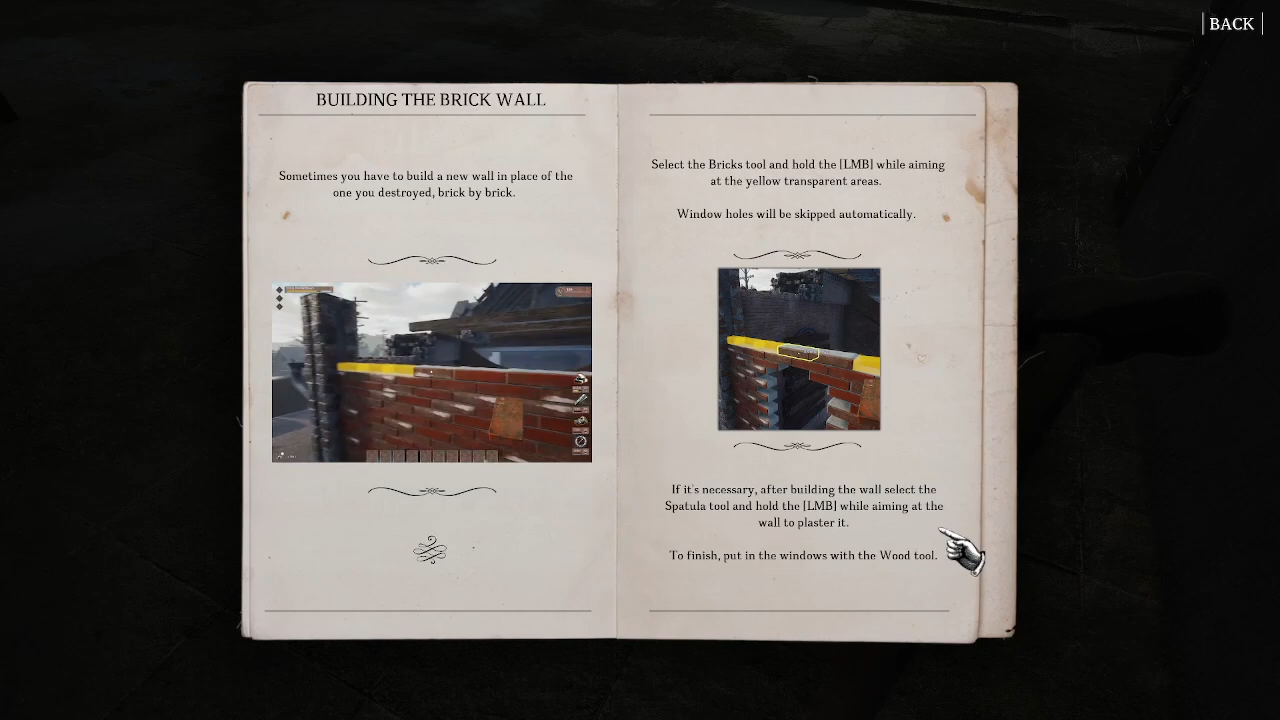 BACK
BUILDING THE BRICK WALL
Sometimes you have to build a new wall in place of the
one you destroyed, brick by brick.
Select the Bricks tool and hold the [LMB] while aiming
at the yellow transparent areas.
Window holes will be skipped automatically.
If it's necessary, after building the wall select the
Spatula tool and hold the [LMB] while aiming at the
wall to plaster it.
To finish, put in the windows with the Wood tool.